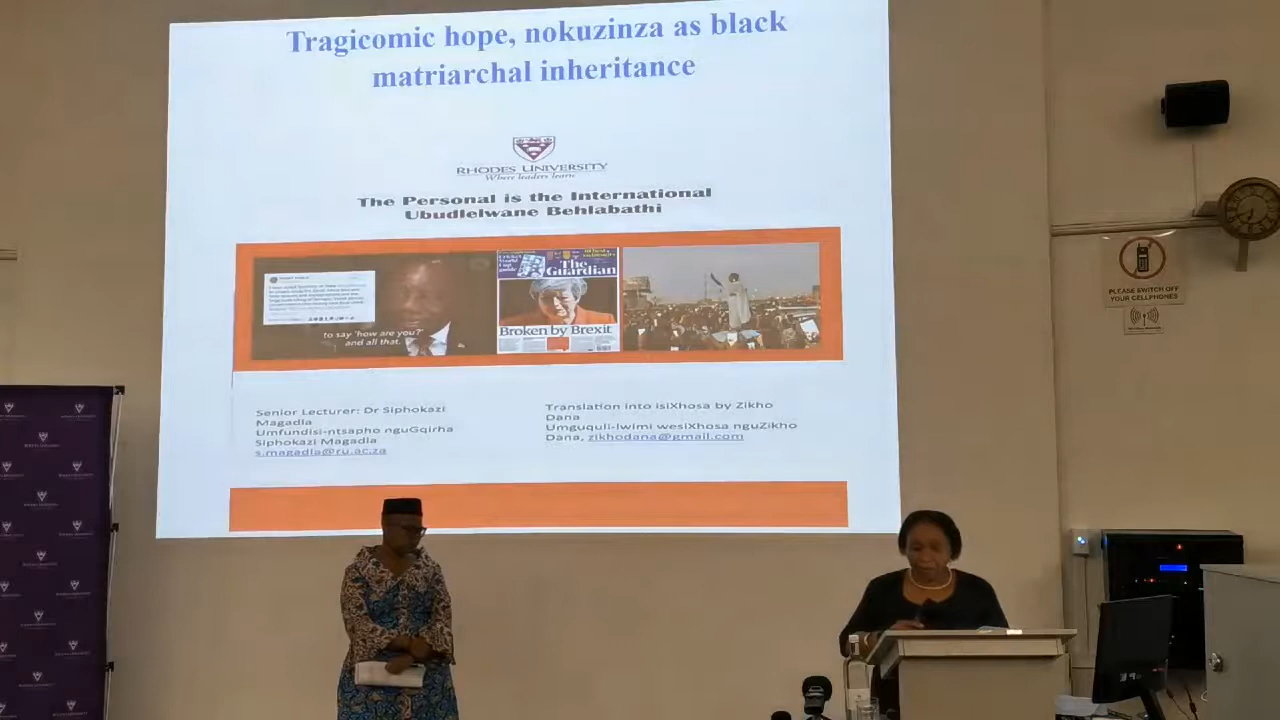 Tragicomic hope, nokuzinza as black
matriarchal inheritance
RHODES UNIVERSITY
Where leaders learn
The Personal is the International
Ubudlelwane Behlabathi
to say 'how are you?'
and all that.
The
Guardian
Broken by Brexit
Senior Lecturer: Dr Siphokazi
Magadla
Umfundisi-ntsapho nguGqirha
Siphokazi Magadla
s.magadla@ru.ac.za
Translation into isiXhosa by Zikho
Dana
Umguquli-lwimi wesiXhosa nguZikho
Dana, zikhodana@gmail.com
PLEASE SWITCH OFF
YOUR CELLPHONES